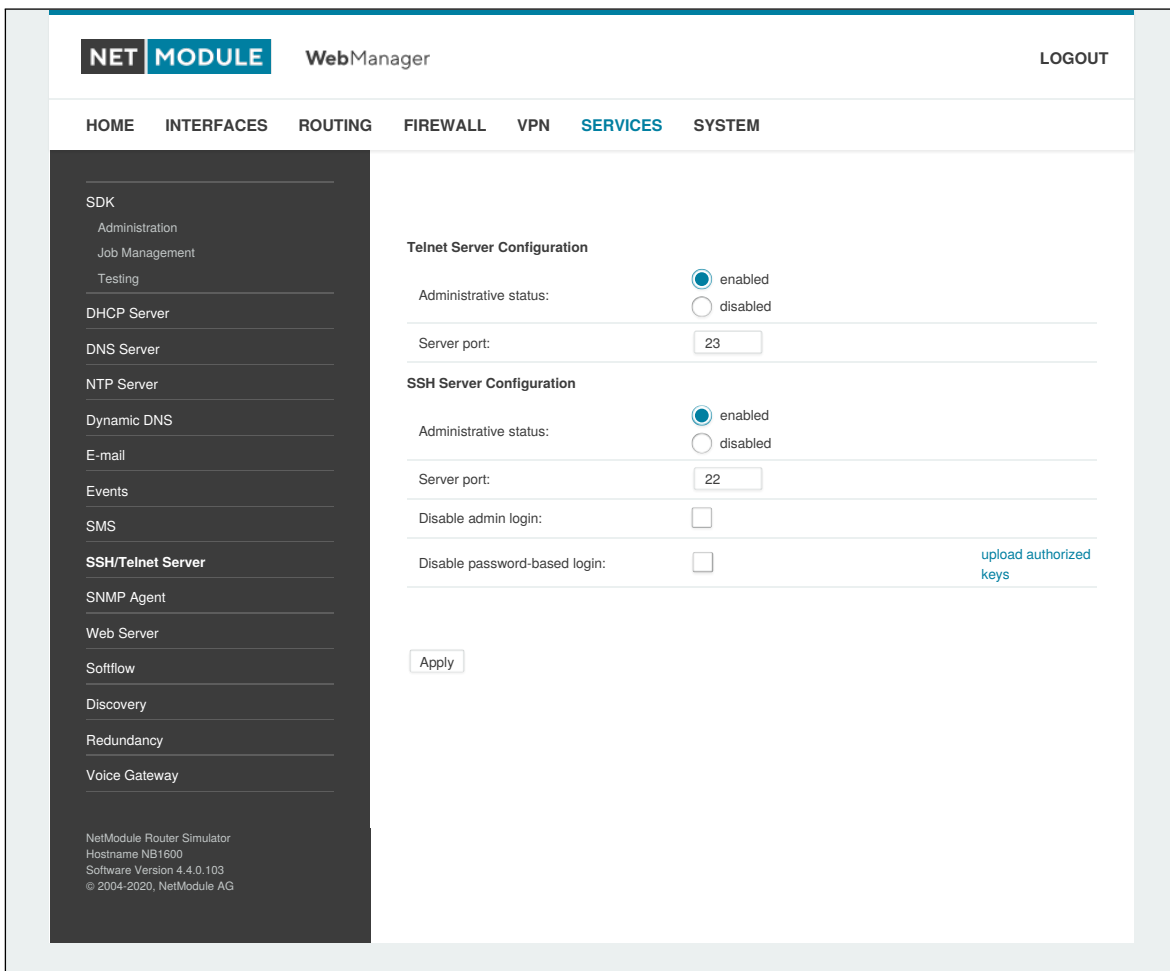 NET MODULE WebManager LOGOUT
HOME INTERFACES ROUTING FIREWALL VPN SERVICES SYSTEM
SDK
Administration
Job Management
Testing
DHCP Server
DNS Server
NTP Server
Dynamic DNS
E-mail
Events
SMS
SSH/Telnet Server
SNMP Agent
Web Server
Softflow
Discovery
Redundancy
Voice Gateway
NetModule Router Simulator
Hostname NB1600
Software Version 4.4.0.103
© 2004-2020, NetModule AG
Telnet Server Configuration
Administrative status:
enabled
disabled
Server port: 23
SSH Server Configuration
Administrative status:
enabled
disabled
Server port: 22
Disable admin login:
Disable password-based login:
upload authorized
keys
Apply